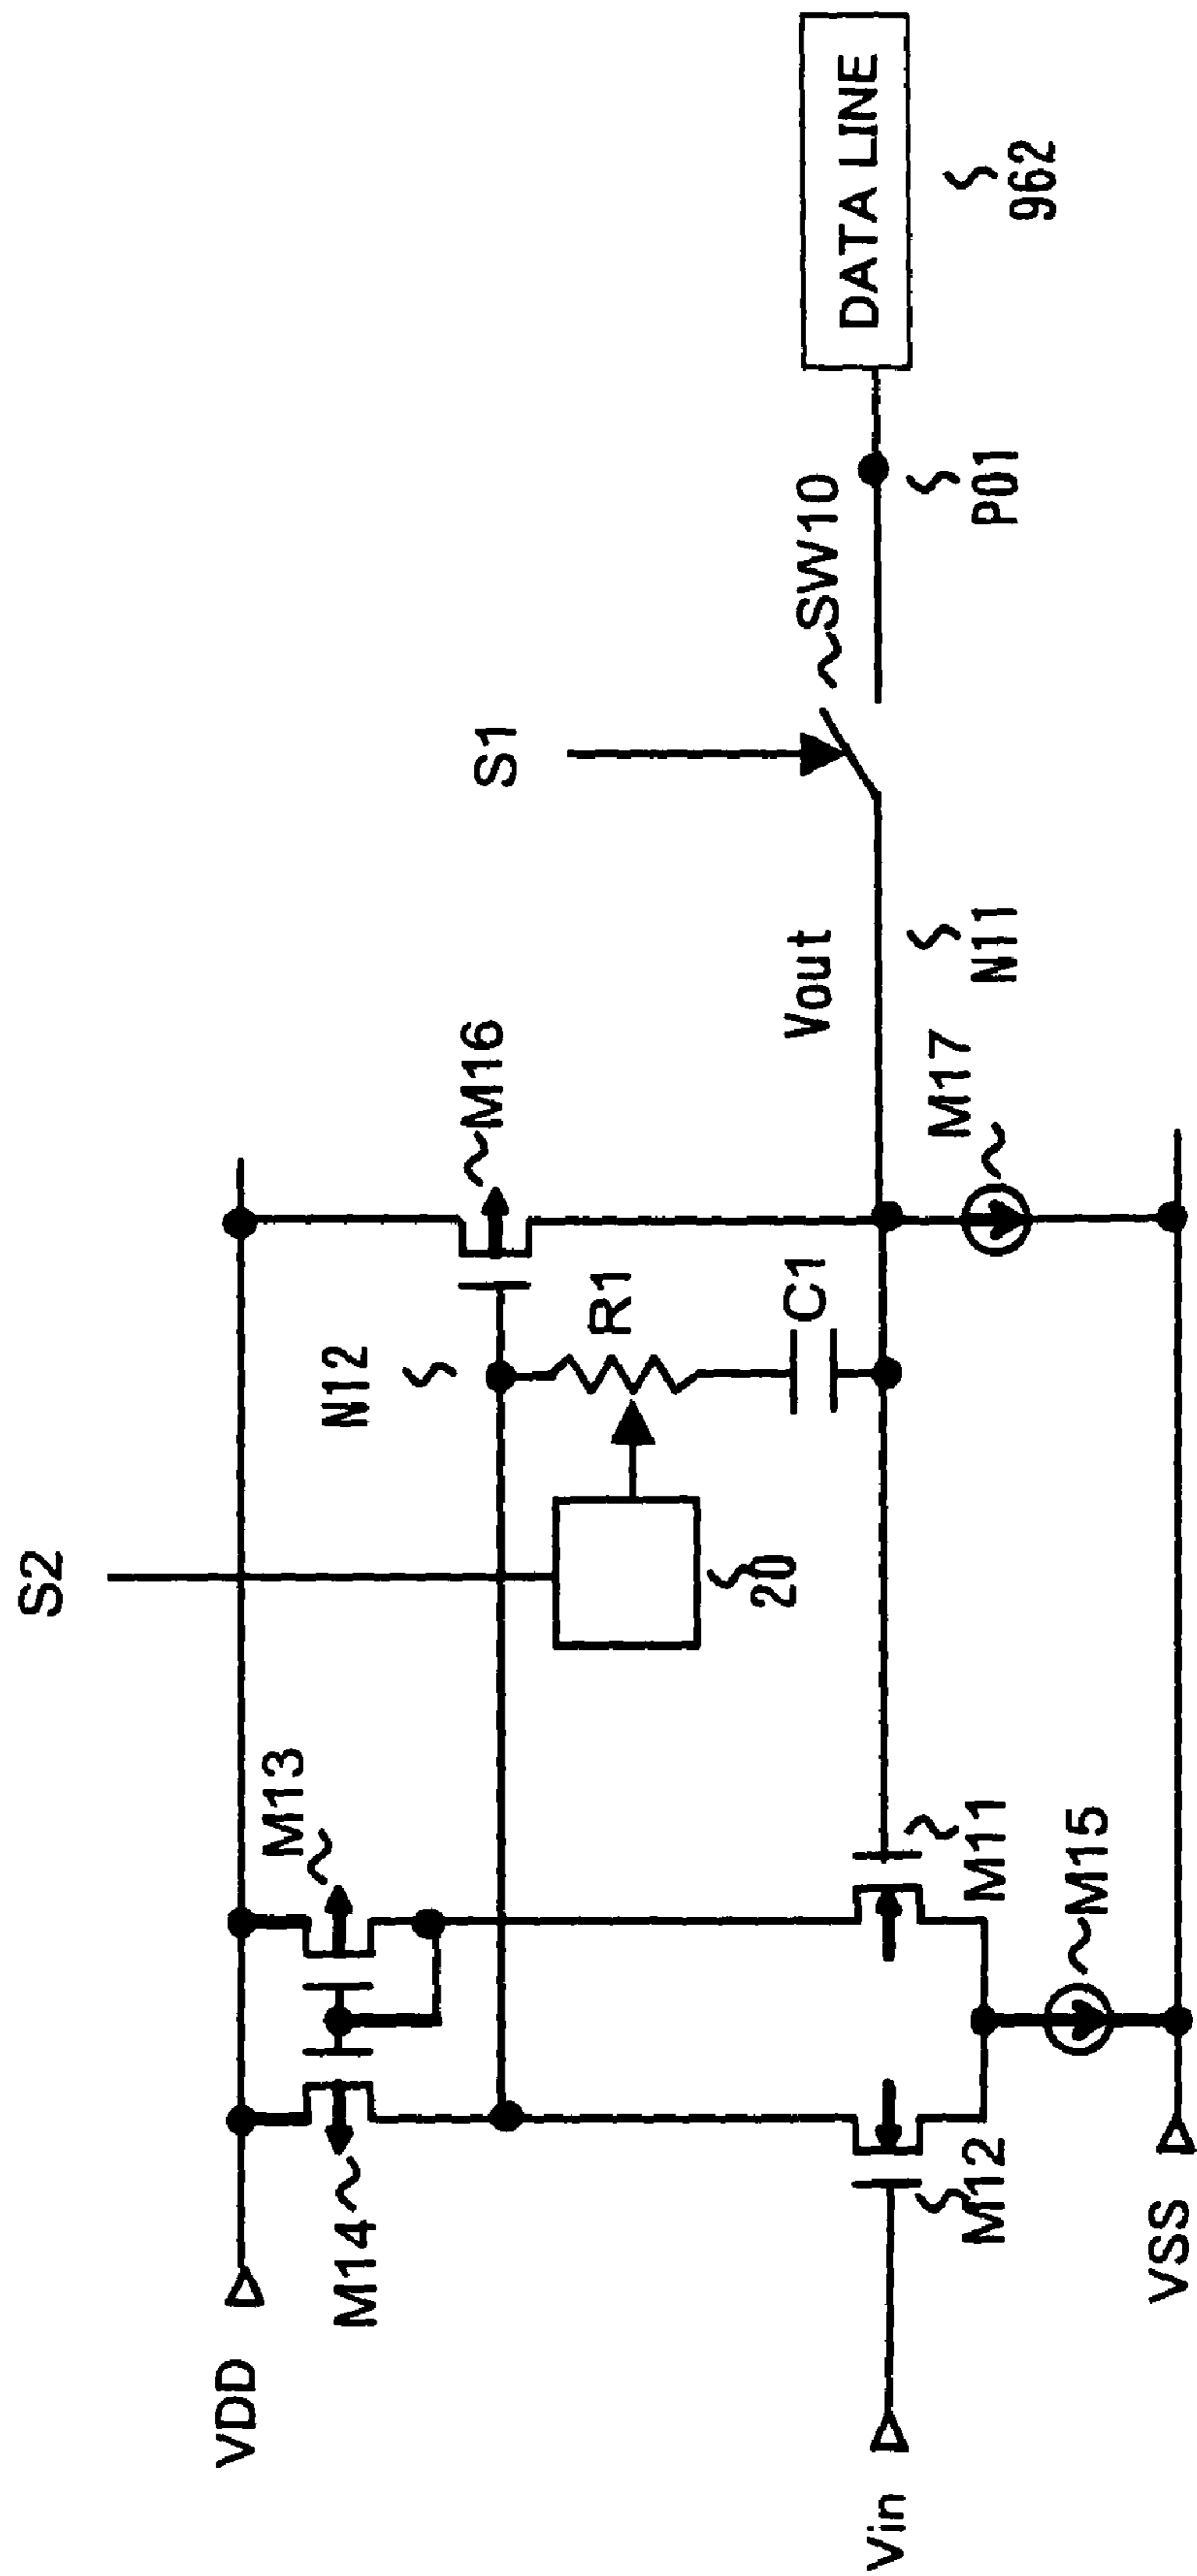 S2
S1
VDD
M14
M13
N12
M16
R1
20
C1
Vout
SW10
DATA LINE
Vin
M12
M11
M15
M17
N11
P01
962
VSS